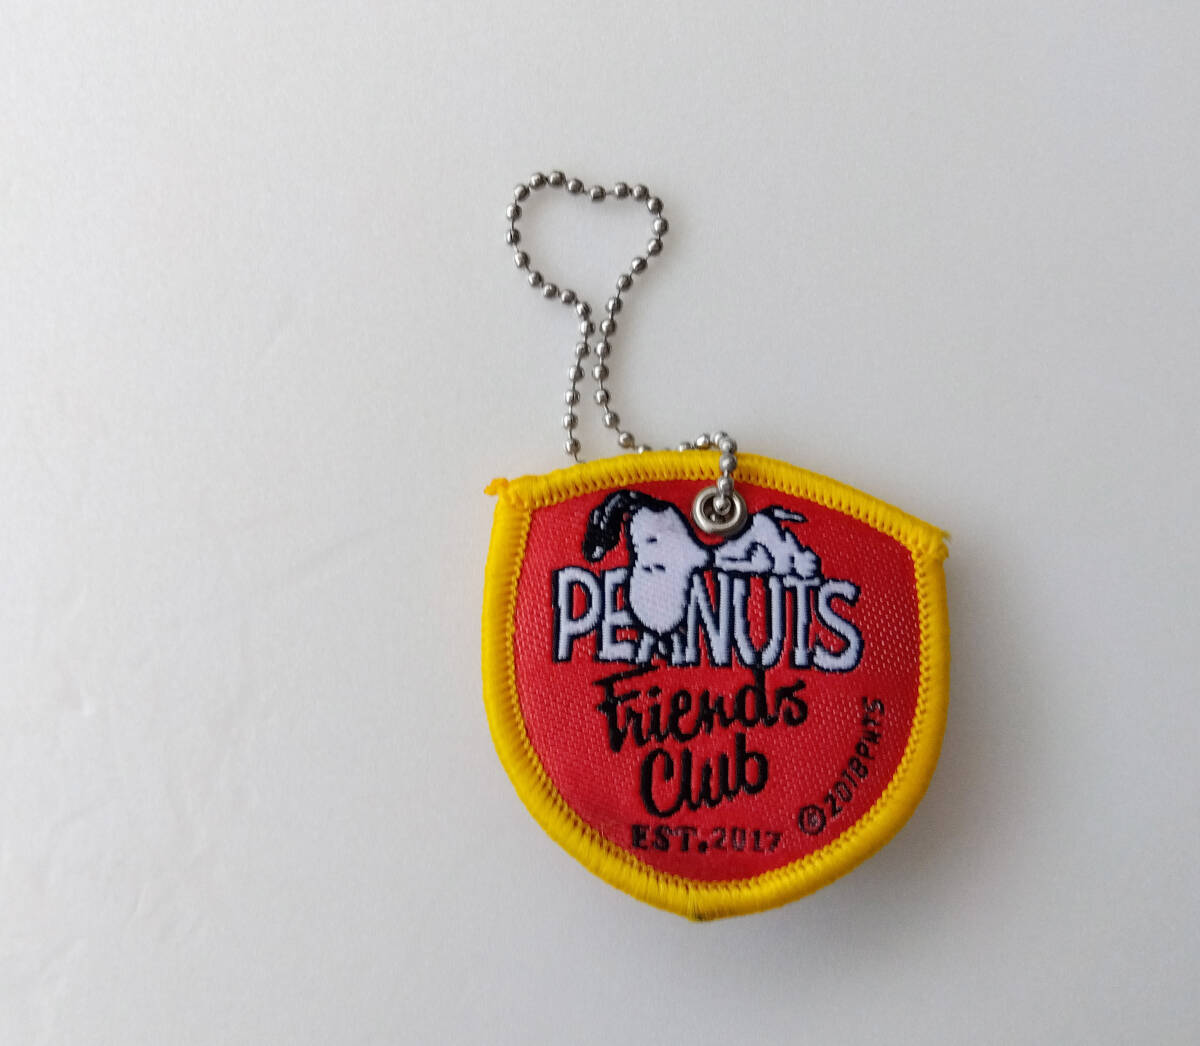 PEANUTS
Friends
Club
EST.2017
©2018PNTS